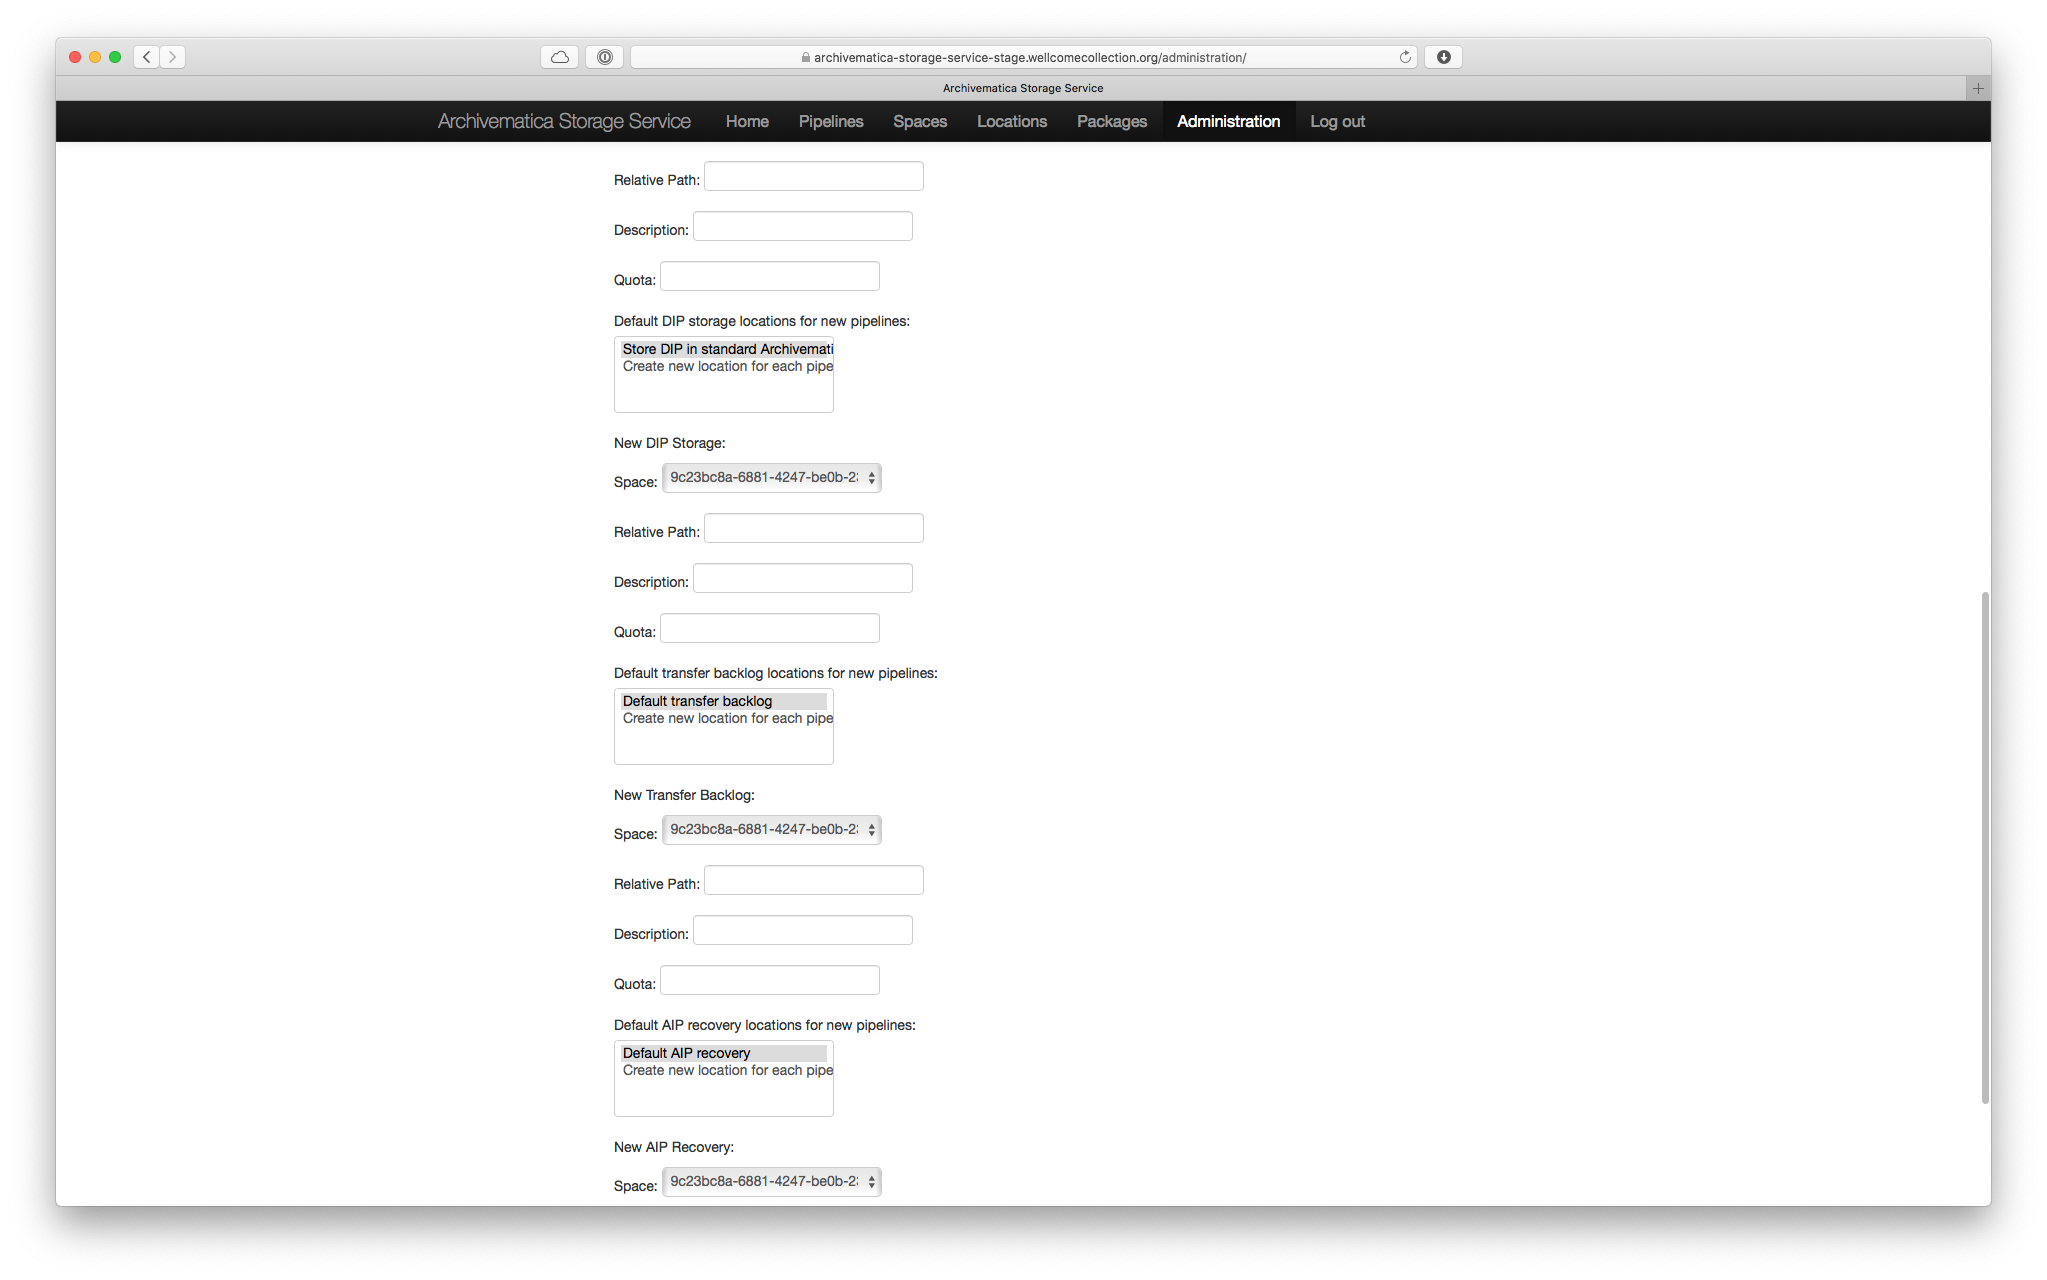 archivematica-storage-service-stage.wellcomecollection.org/administration/
Archivematica Storage Service
Archivematica Storage Service Home Pipelines Spaces Locations Packages Administration Log out
Relative Path:
Description:
Quota:
Default DIP storage locations for new pipelines:
Store DIP in standard Archivemati
Create new location for each pipe
New DIP Storage:
Space: 9c23bc8a-6881-4247-be0b-2
Relative Path:
Description:
Quota:
Default transfer backlog locations for new pipelines:
Default transfer backlog
Create new location for each pipe
New Transfer Backlog:
Space: 9c23bc8a-6881-4247-be0b-2
Relative Path:
Description:
Quota:
Default AIP recovery locations for new pipelines:
Default AIP recovery
Create new location for each pipe
New AIP Recovery:
Space: 9c23bc8a-6881-4247-be0b-2